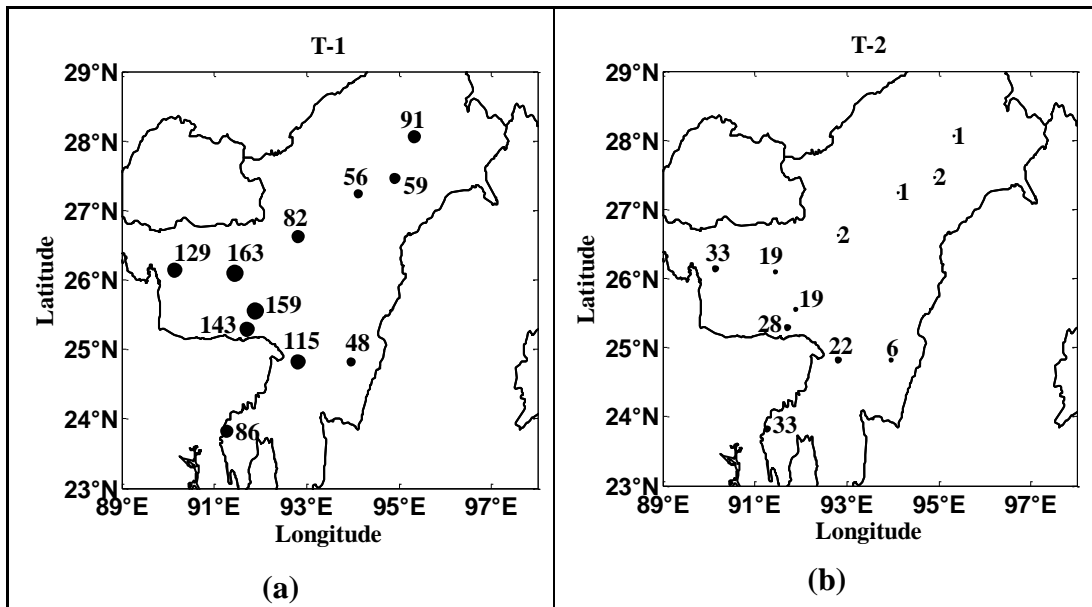 T-1
29°N
28°N
27°N
26°N
25°N
24°N
23°N
Latitude
91
56
59
82
129
163
159
143
115
48
86
89°E 91°E 93°E 95°E 97°E
Longitude
(a)
T-2
29°N
28°N
27°N
26°N
25°N
24°N
23°N
Latitude
1
2
1
2
33
19
19
28
22
6
33
89°E 91°E 93°E 95°E 97°E
Longitude
(b)